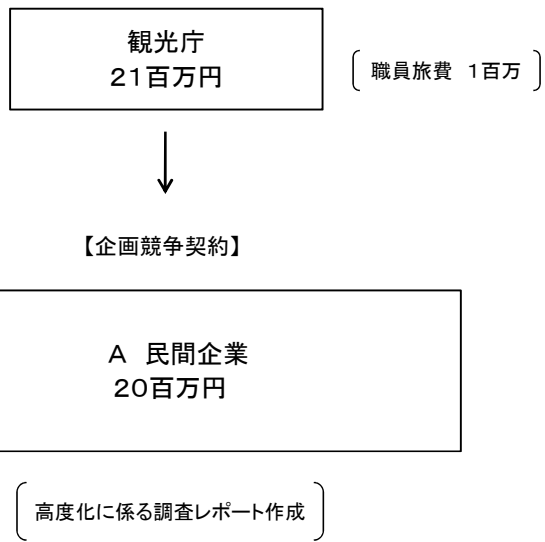 観光庁
21百万円
職員旅費　1百万
【企画競争契約】
A　民間企業
20百万円
高度化に係る調査レポート作成